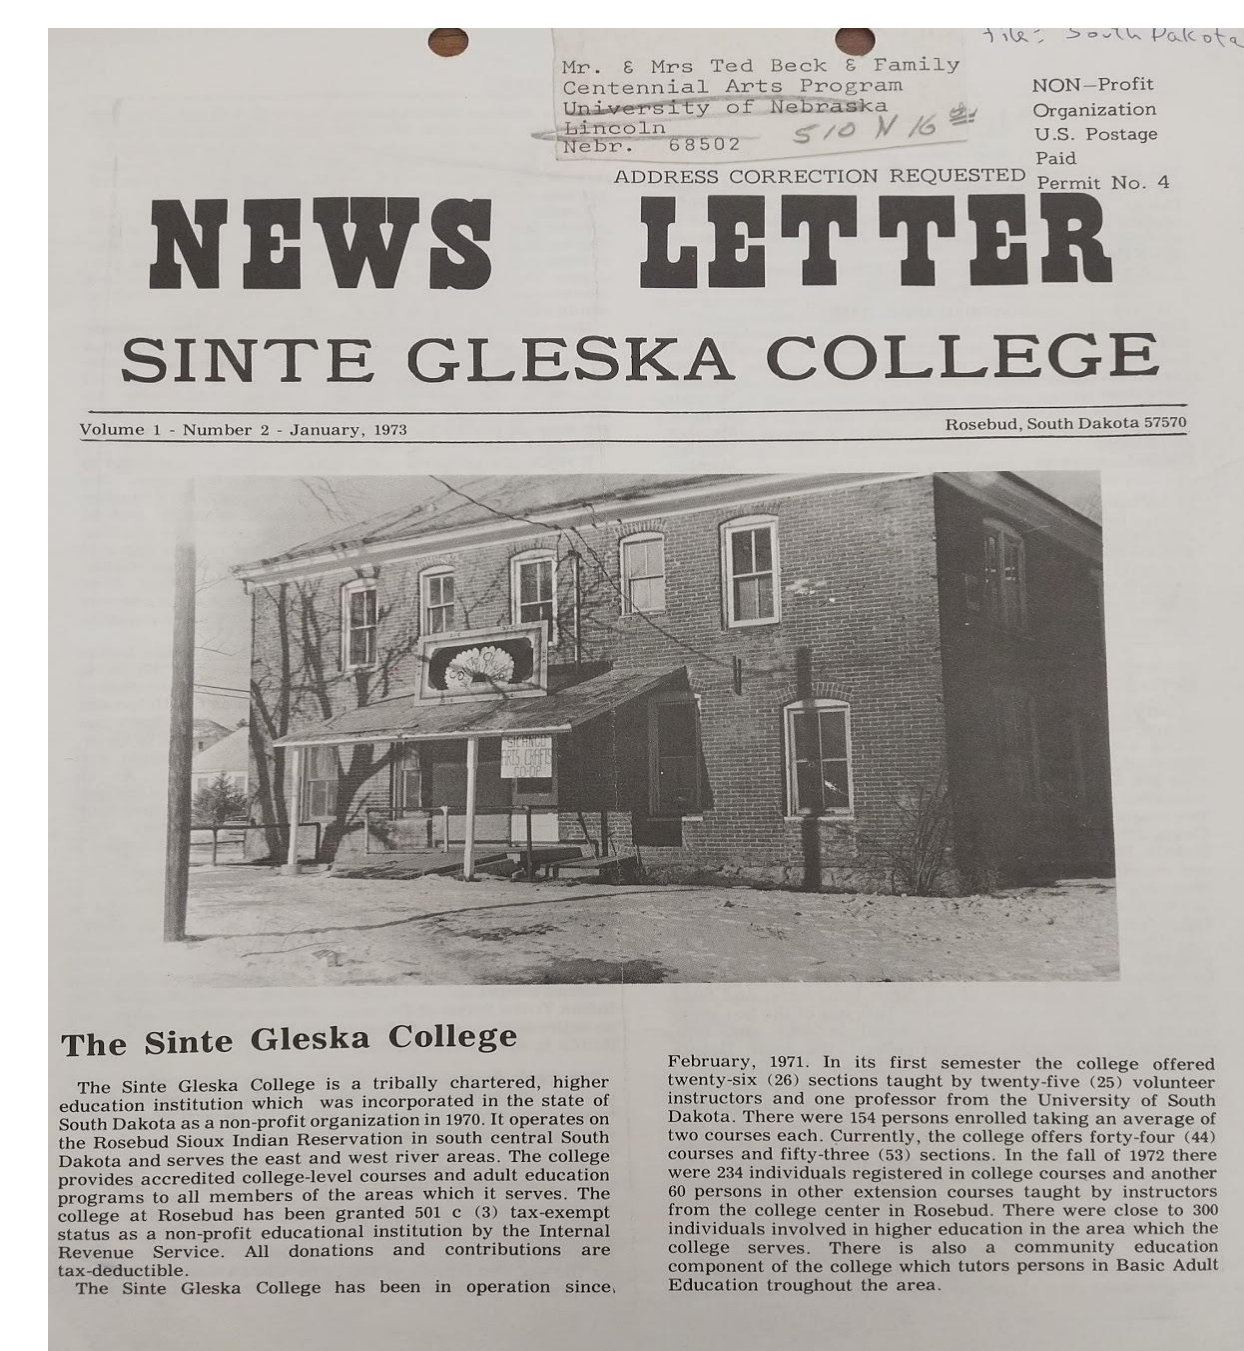 file: South Dakota
Mr. & Mrs Ted Beck & Family
Centennial Arts Program
University of Nebraska
Lincoln
Nebr. 68502
510 N 16
NON-Profit
Organization
U.S. Postage
Paid
Permit No. 4
ADDRESS CORRECTION REQUESTED
NEWS LETTER
SINTE GLESKA COLLEGE
Volume 1 - Number 2 - January, 1973
Rosebud, South Dakota 57570
SICANGU
ARTS CRAFTS
CO-OP
The Sinte Gleska College
The Sinte Gleska College is a tribally chartered, higher
education institution which was incorporated in the state of
South Dakota as a non-profit organization in 1970. It operates on
the Rosebud Sioux Indian Reservation in south central South
Dakota and serves the east and west river areas. The college
provides accredited college-level courses and adult education
programs to all members of the areas which it serves. The
college at Rosebud has been granted 501 c (3) tax-exempt
status as a non-profit educational institution by the Internal
Revenue Service. All donations and contributions are
tax-deductible.
The Sinte Gleska College has been in operation since,
February, 1971. In its first semester the college offered
twenty-six (26) sections taught by twenty-five (25) volunteer
instructors and one professor from the University of South
Dakota. There were 154 persons enrolled taking an average of
two courses each. Currently, the college offers forty-four (44)
courses and fifty-three (53) sections. In the fall of 1972 there
were 234 individuals registered in college courses and another
60 persons in other extension courses taught by instructors
from the college center in Rosebud. There were close to 300
individuals involved in higher education in the area which the
college serves. There is also a community education
component of the college which tutors persons in Basic Adult
Education troughout the area.